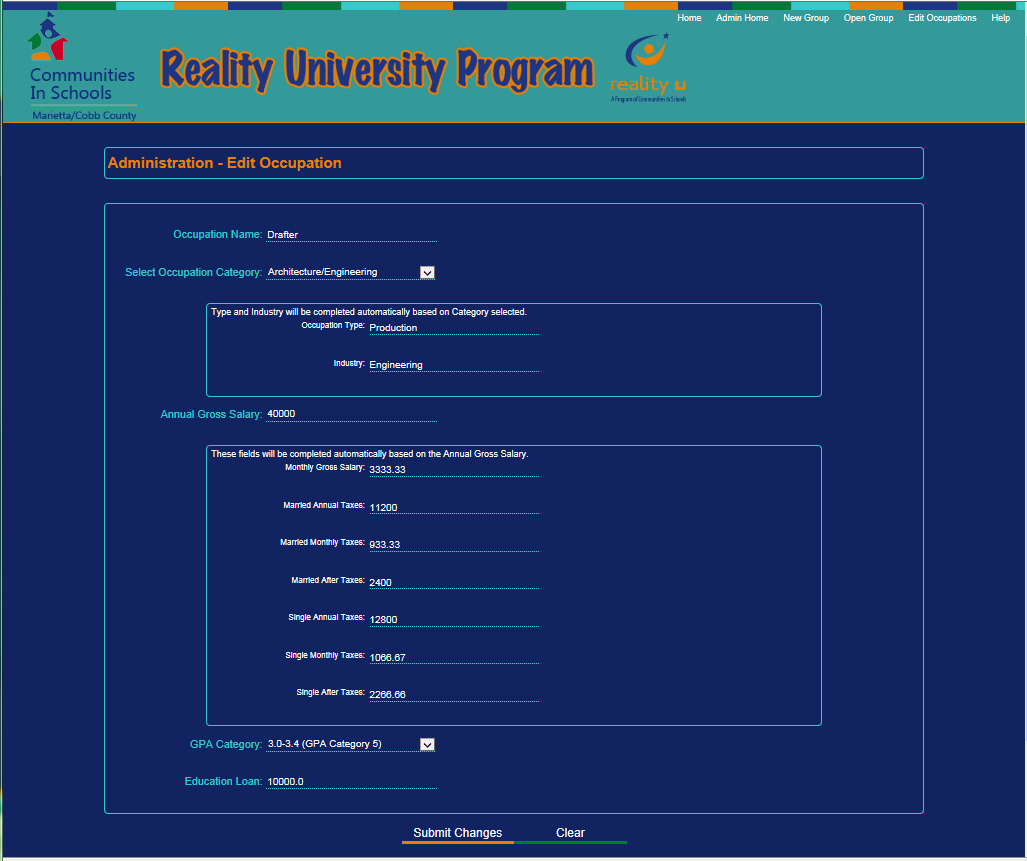 Home Admin Home New Group Open Group Edit Occupations Help
Communities
In Schools
Marietta/Cobb County
Reality University Program
reality u
A Program of Communities In Schools
Administration - Edit Occupation
Occupation Name: Drafter
Select Occupation Category: Architecture/Engineering
Type and Industry will be completed automatically based on Category selected.
Occupation Type: Production
Industry: Engineering
Annual Gross Salary: 40000
These fields will be completed automatically based on the Annual Gross Salary.
Monthly Gross Salary: 3333.33
Married Annual Taxes: 11200
Married Monthly Taxes: 933.33
Married After Taxes: 2400
Single Annual Taxes: 12800
Single Monthly Taxes: 1066.67
Single After Taxes: 2266.66
GPA Category: 3.0-3.4 (GPA Category 5)
Education Loan: 10000.0
Submit Changes Clear